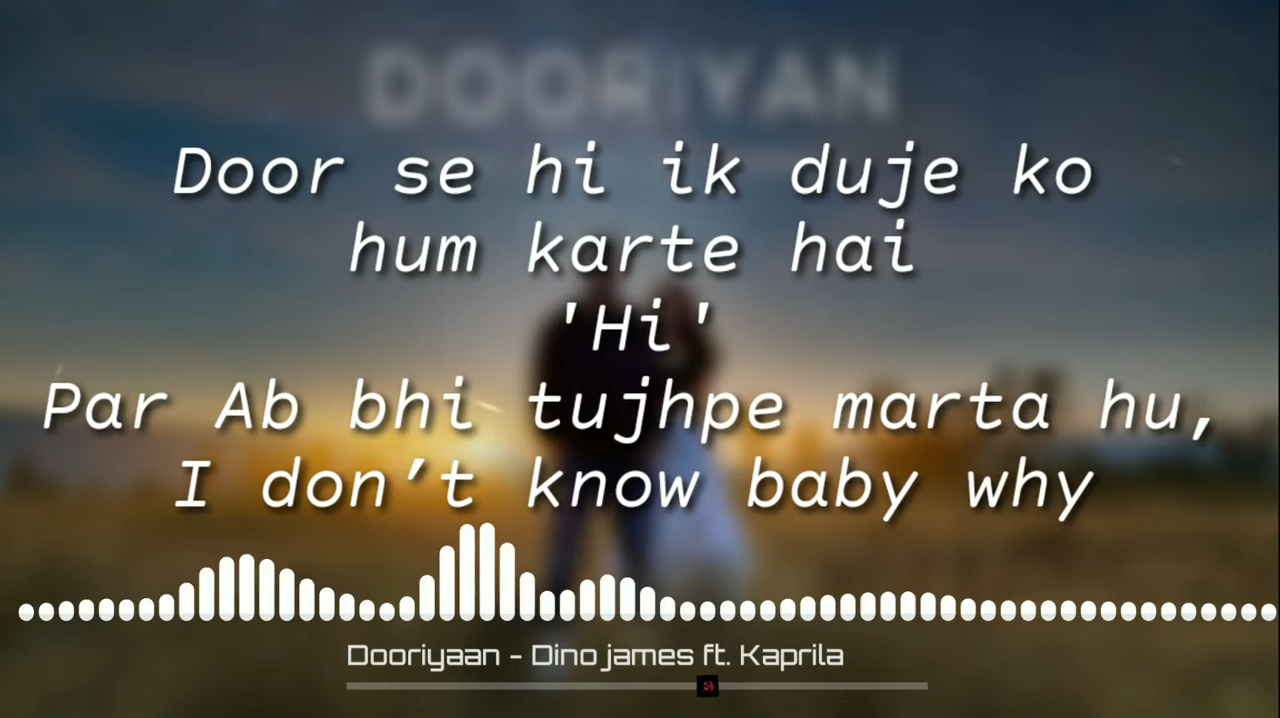 DOORIYAN
Door se hi ik duje ko
hum karte hai
'Hi'
Par Ab bhi tujhpe marta hu,
I don’t know baby why
Dooriyaan - Dino james ft. Kaprila